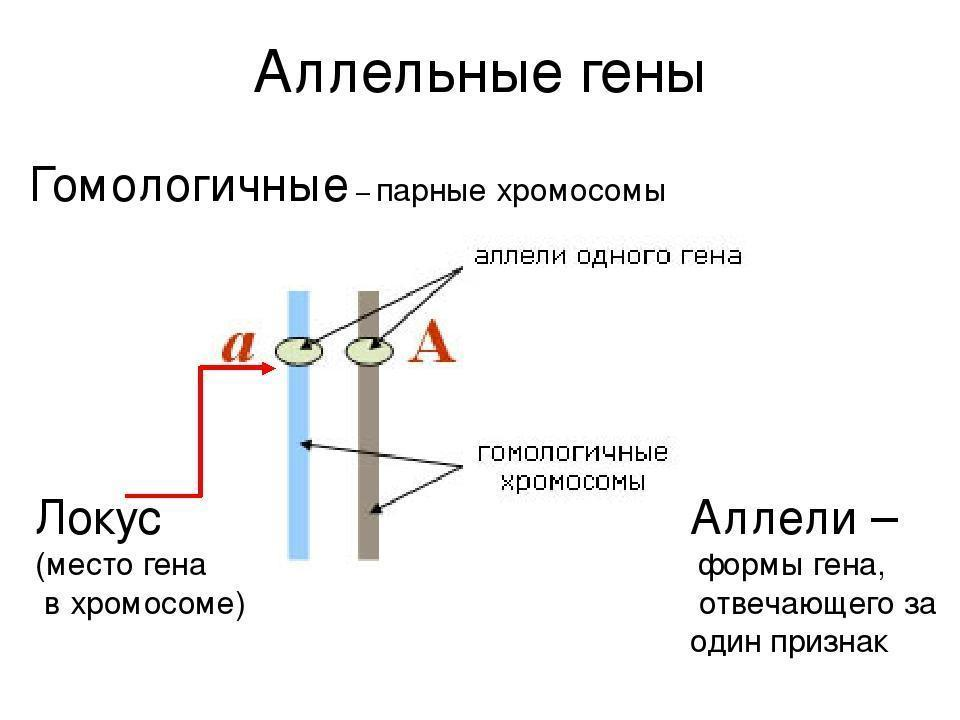 Аллельные гены
Гомологичные – парные хромосомы
аллели одного гена
а А
гомологичные
хромосомы
Локус
(место гена
в хромосоме)
Аллели –
формы гена,
отвечающего за
один признак